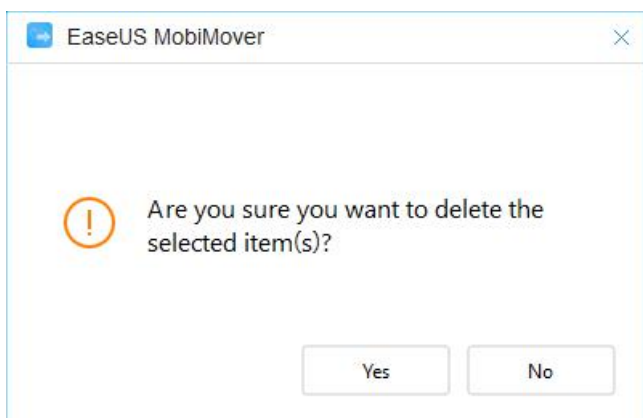 EaseUS MobiMover
Are you sure you want to delete the
selected item(s)?
Yes
No